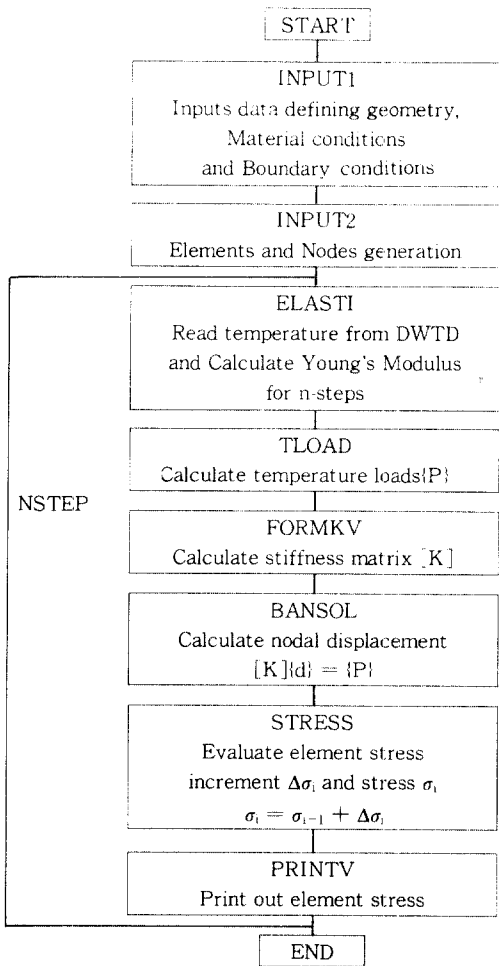 START
INPUT1
Inputs data defining geometry,
Material conditions
and Boundary conditions
INPUT2
Elements and Nodes generation
ELASTI
Read temperature from DWTD
and Calculate Young's Modulus
for n-steps
TLOAD
Calculate temperature loads{P}
NSTEP
FORMKV
Calculate stiffness matrix [K]
BANSOL
Calculate nodal displacement
[K]{d} = {P}
STRESS
Evaluate element stress
increment Δσᵢ and stress σᵢ
σᵢ = σᵢ₋₁ + Δσᵢ
PRINTV
Print out element stress
END